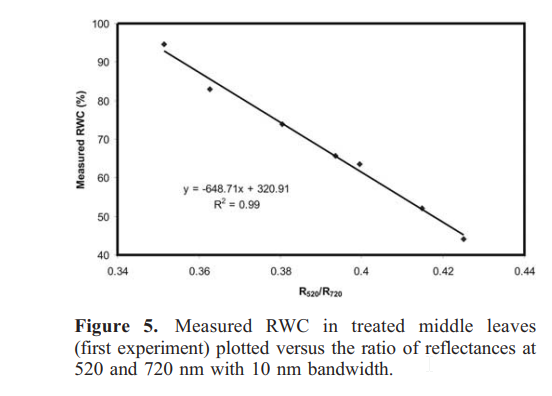 100
90
80
70
60
50
40
Measured RWC (%)
y = -648.71x + 320.91
R² = 0.99
0.34 0.36 0.38 0.4 0.42 0.44
R520/R720
Figure 5. Measured RWC in treated middle leaves
(first experiment) plotted versus the ratio of reflectances at
520 and 720 nm with 10 nm bandwidth.